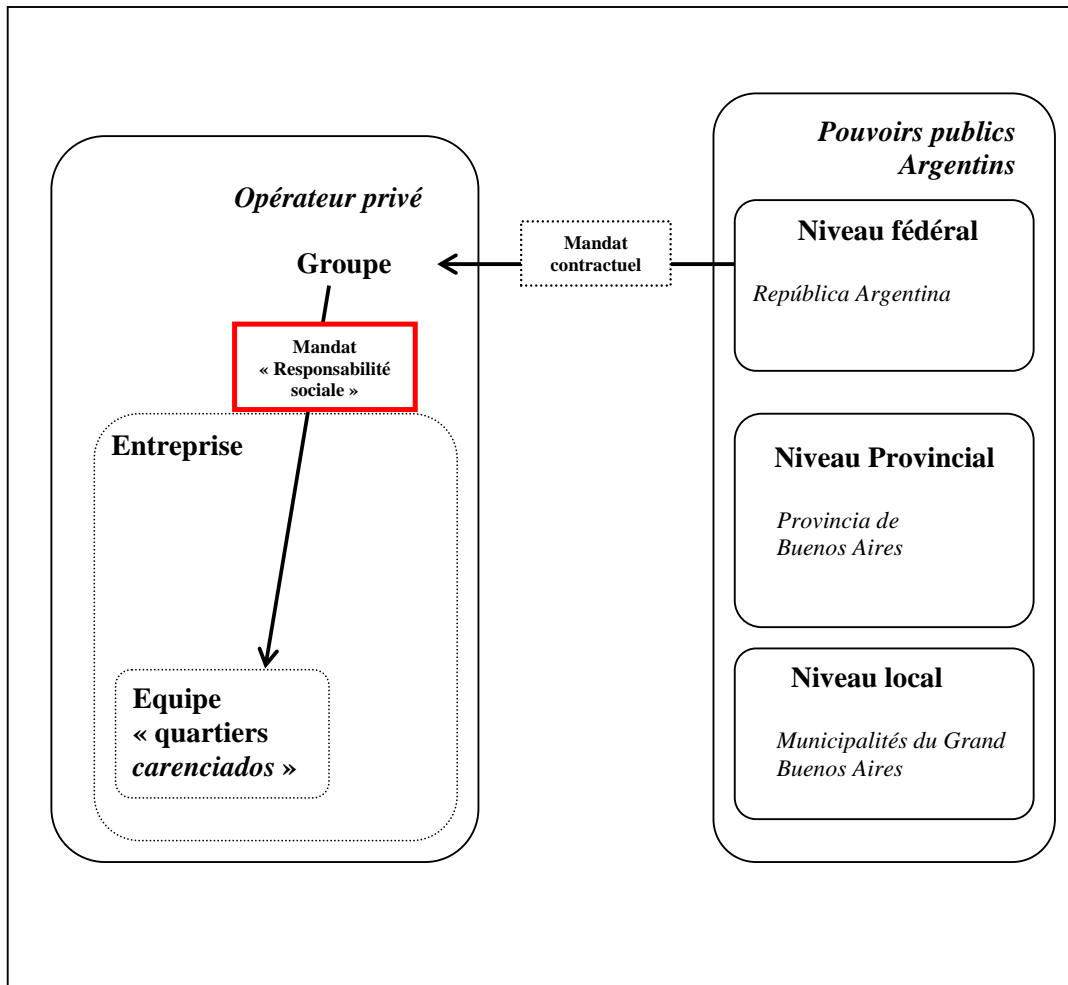 Opérateur privé
Groupe
Mandat
« Responsabilité
sociale »
Entreprise
Equipe
« quartiers
carenciados »
Mandat
contractuel
Pouvoirs publics
Argentins
Niveau fédéral
República Argentina
Niveau Provincial
Provincia de
Buenos Aires
Niveau local
Municipalités du Grand
Buenos Aires